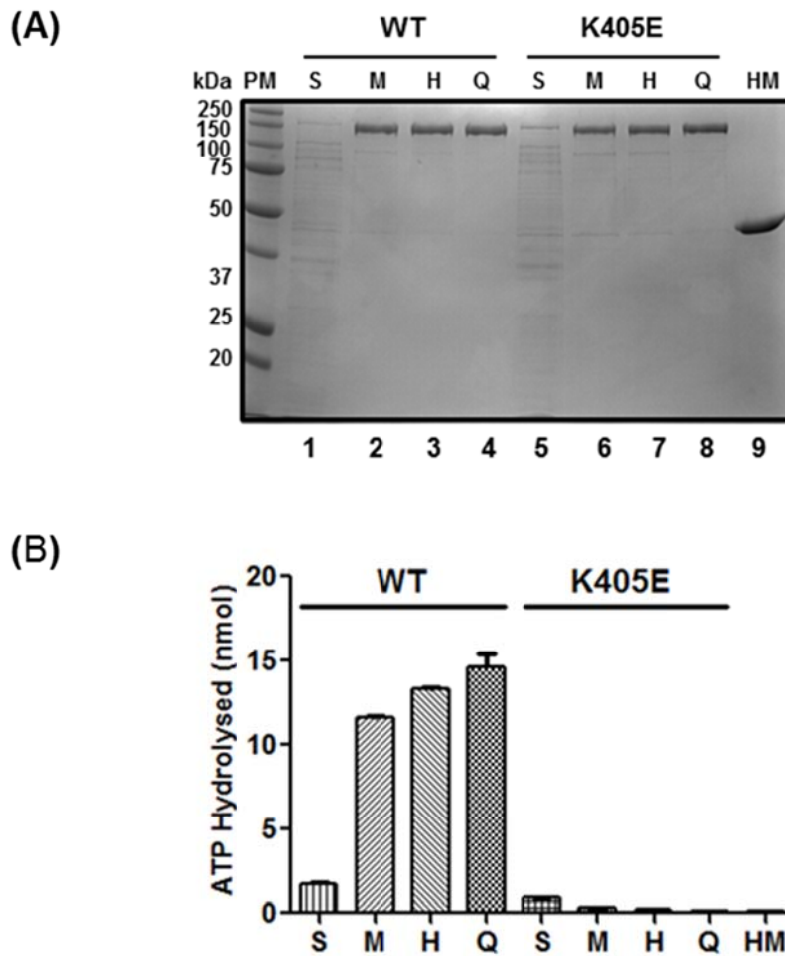 (A)
WT K405E
kDa PM S M H Q S M H Q HM
250
150
100
75
50
37
25
20
1 2 3 4 5 6 7 8 9
(B)
WT K405E
ATP Hydrolysed (nmol)
20
15
10
5
0
S M H Q S M H Q HM